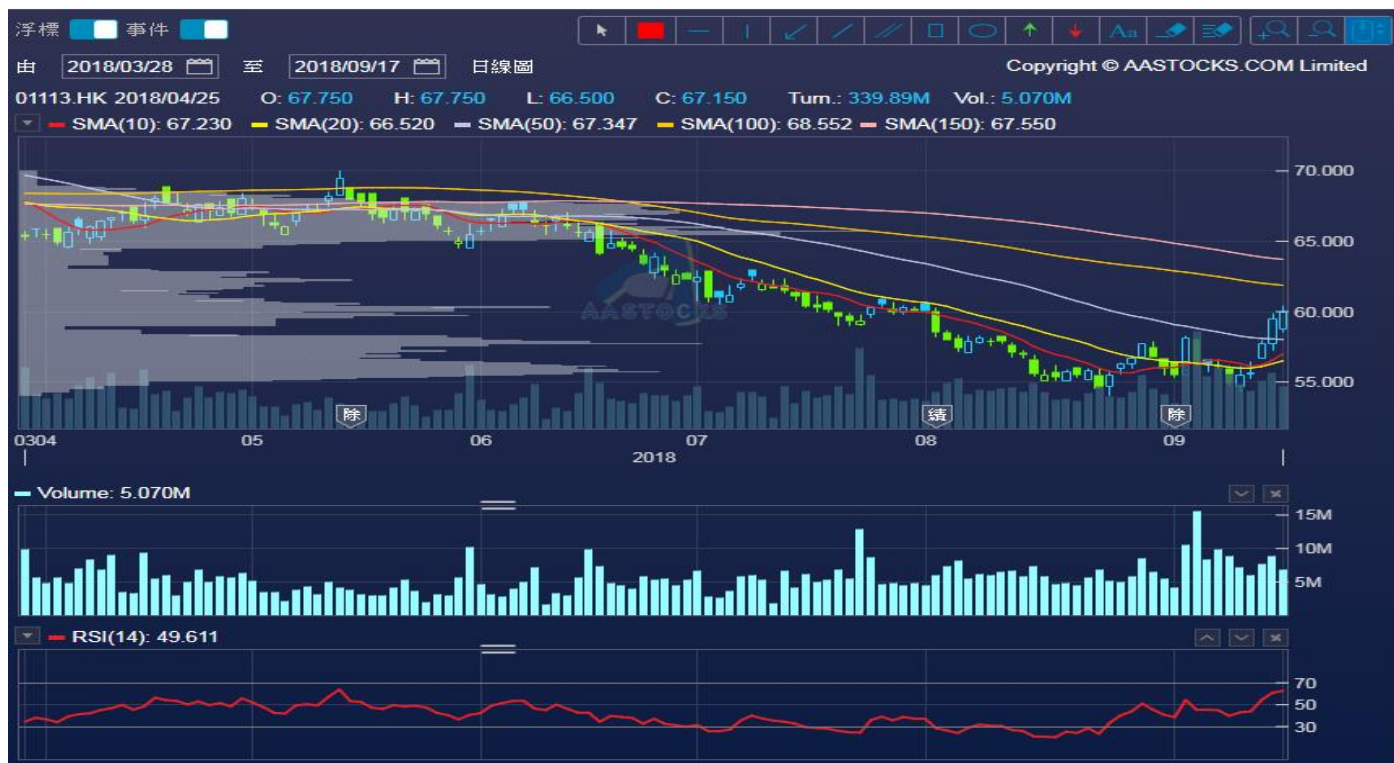 浮標 事件
Aa
由 2018/03/28 至 2018/09/17 日線圖 Copyright © AASTOCKS.COM Limited
01113.HK 2018/04/25 O: 67.750 H: 67.750 L: 66.500 C: 67.150 Turn.: 339.89M Vol.: 5.070M
SMA(10): 67.230 SMA(20): 66.520 SMA(50): 67.347 SMA(100): 68.552 SMA(150): 67.550
70.000
65.000
AASTOCKS
60.000
55.000
除 績 除
0304 05 06 07 08 09
2018
Volume: 5.070M
15M
10M
5M
RSI(14): 49.611
70
50
30